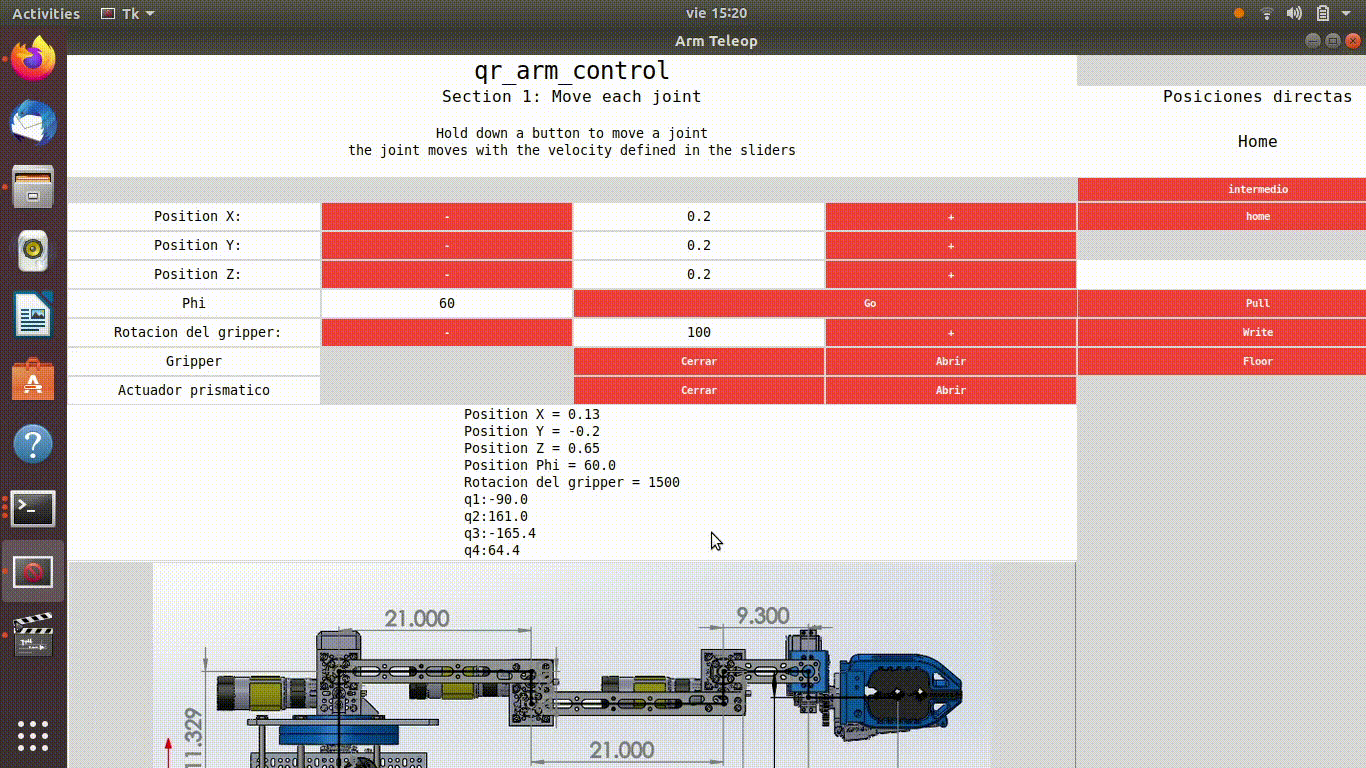 Activities Tk vie 15:20
Arm Teleop
qr_arm_control
Section 1: Move each joint Posiciones directas
Hold down a button to move a joint
the joint moves with the velocity defined in the sliders
Home
intermedio
Position X: - 0.2 + home
Position Y: - 0.2 +
Position Z: - 0.2 +
Phi 60 Go Pull
Rotacion del gripper: - 100 + Write
Gripper Cerrar Abrir Floor
Actuador prismatico Cerrar Abrir
Position X = 0.13
Position Y = -0.2
Position Z = 0.65
Position Phi = 60.0
Rotacion del gripper = 1500
q1:-90.0
q2:161.0
q3:-165.4
q4:64.4
21.000 9.300
11.329
21.000